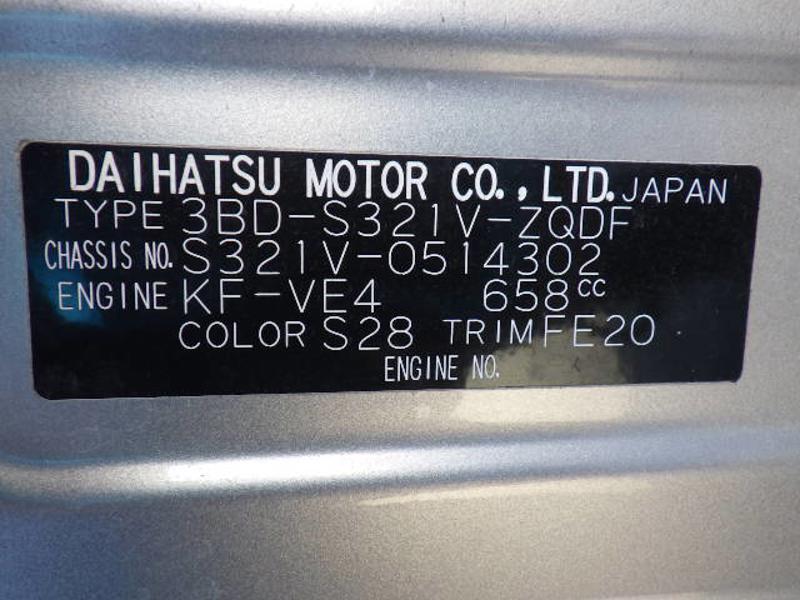 DAIHATSU MOTOR CO., LTD. JAPAN
TYPE 3BD-S321V-ZQDF
CHASSIS NO. S321V-0514302
ENGINE KF-VE4 658cc
COLOR S28 TRIM FE20
ENGINE NO.